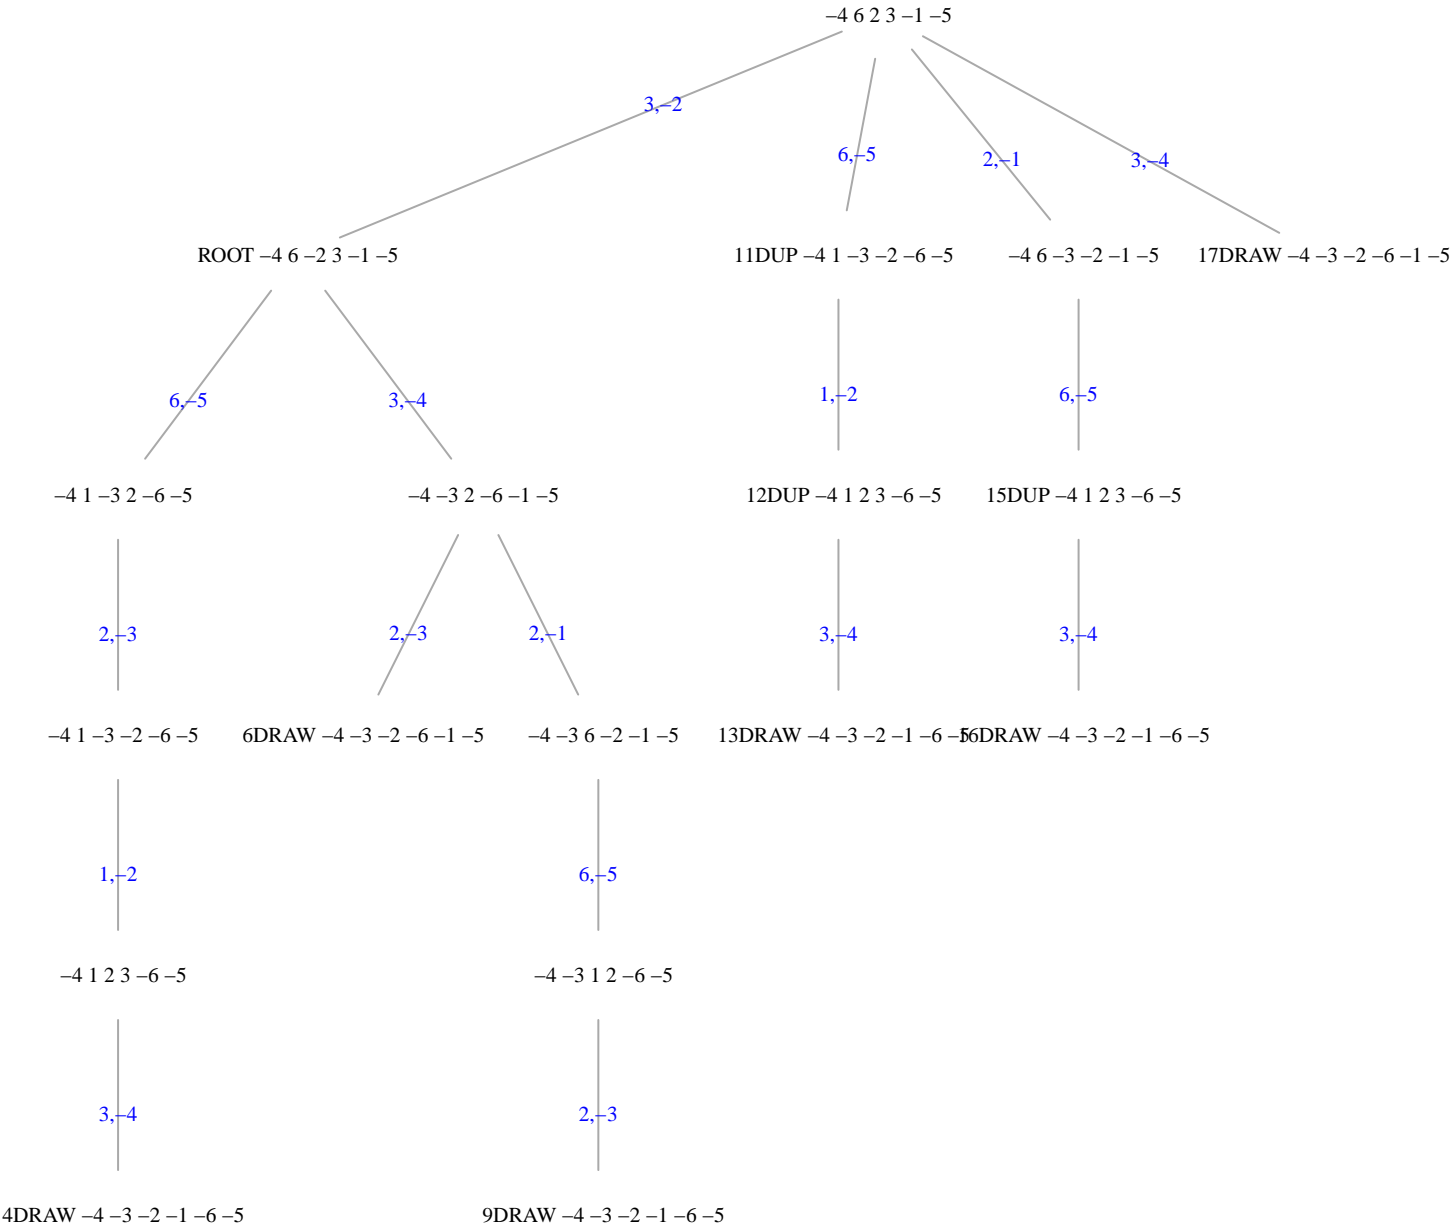 –4 6 2 3 –1 –5
3,–2
6,–5
2,–1
3,–4
ROOT –4 6 –2 3 –1 –5
11DUP –4 1 –3 –2 –6 –5
–4 6 –3 –2 –1 –5
17DRAW –4 –3 –2 –6 –1 –5
6,–5
3,–4
1,–2
6,–5
–4 1 –3 2 –6 –5
–4 –3 2 –6 –1 –5
12DUP –4 1 2 3 –6 –5
15DUP –4 1 2 3 –6 –5
2,–3
2,–3
2,–1
3,–4
3,–4
–4 1 –3 –2 –6 –5
6DRAW –4 –3 –2 –6 –1 –5
–4 –3 6 –2 –1 –5
13DRAW –4 –3 –2 –1 –6 –5
16DRAW –4 –3 –2 –1 –6 –5
1,–2
6,–5
–4 1 2 3 –6 –5
–4 –3 1 2 –6 –5
3,–4
2,–3
4DRAW –4 –3 –2 –1 –6 –5
9DRAW –4 –3 –2 –1 –6 –5